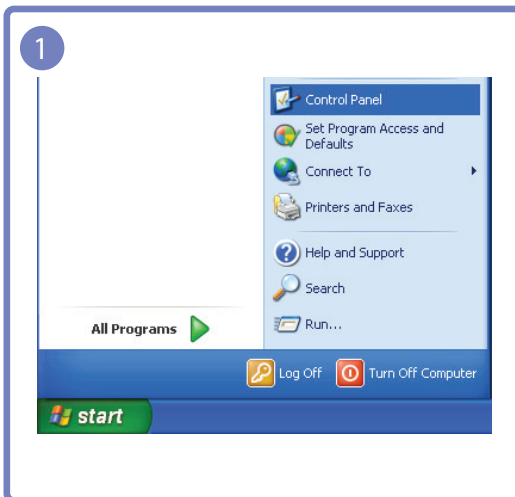 1
Control Panel
Set Program Access and
Defaults
Connect To
Printers and Faxes
Help and Support
Search
Run...
All Programs
Log Off
Turn Off Computer
start